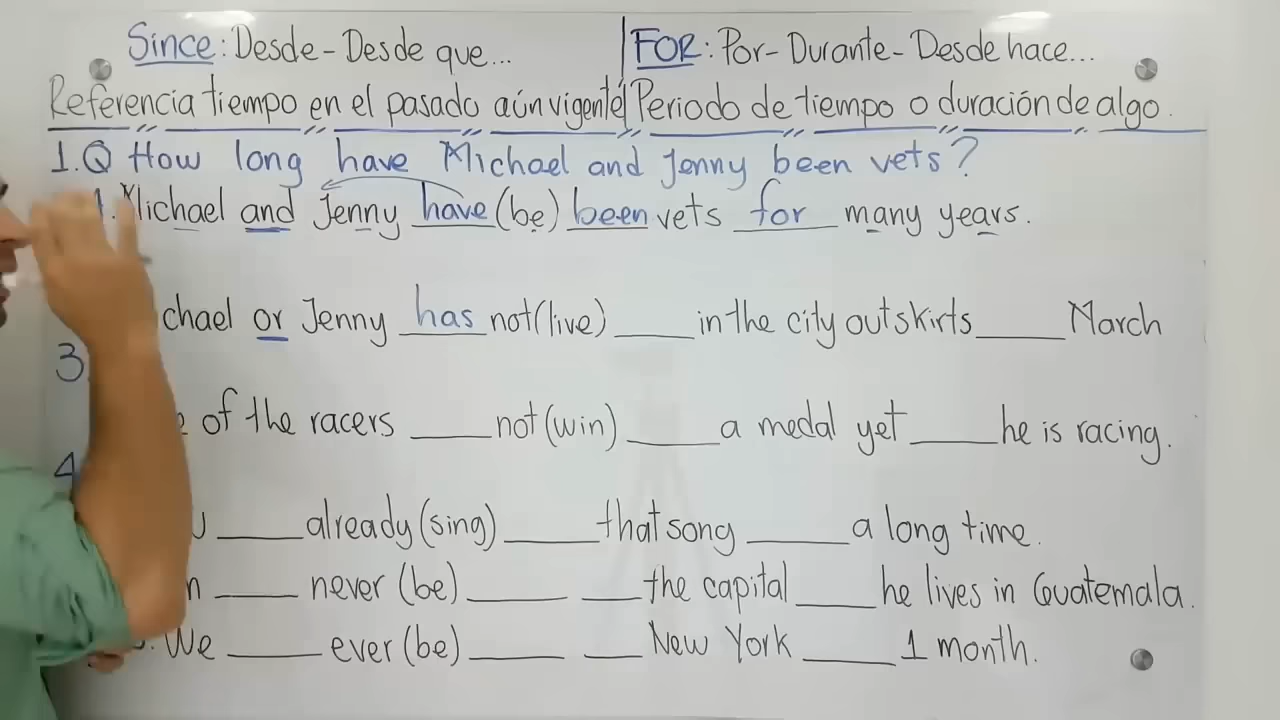 Since: Desde - Desde que... FOR: Por - Durante - Desde hace...
Referencia tiempo en el pasado aún vigente Periodo de tiempo o duración de algo.
1.Q How long have Michael and Jenny been vets?
1. Michael and Jenny have (be) been vets for many years.
chael or Jenny has not (live) ____ in the city outskirts ____ March
3
of the racers ____ not (win) ____ a medal yet ____ he is racing.
4
____ already (sing) ____ that song ____ a long time.
n ____ never (be) ____ ____ the capital ____ he lives in Guatemala.
We ____ ever (be) ____ ____ New York ____ 1 month.